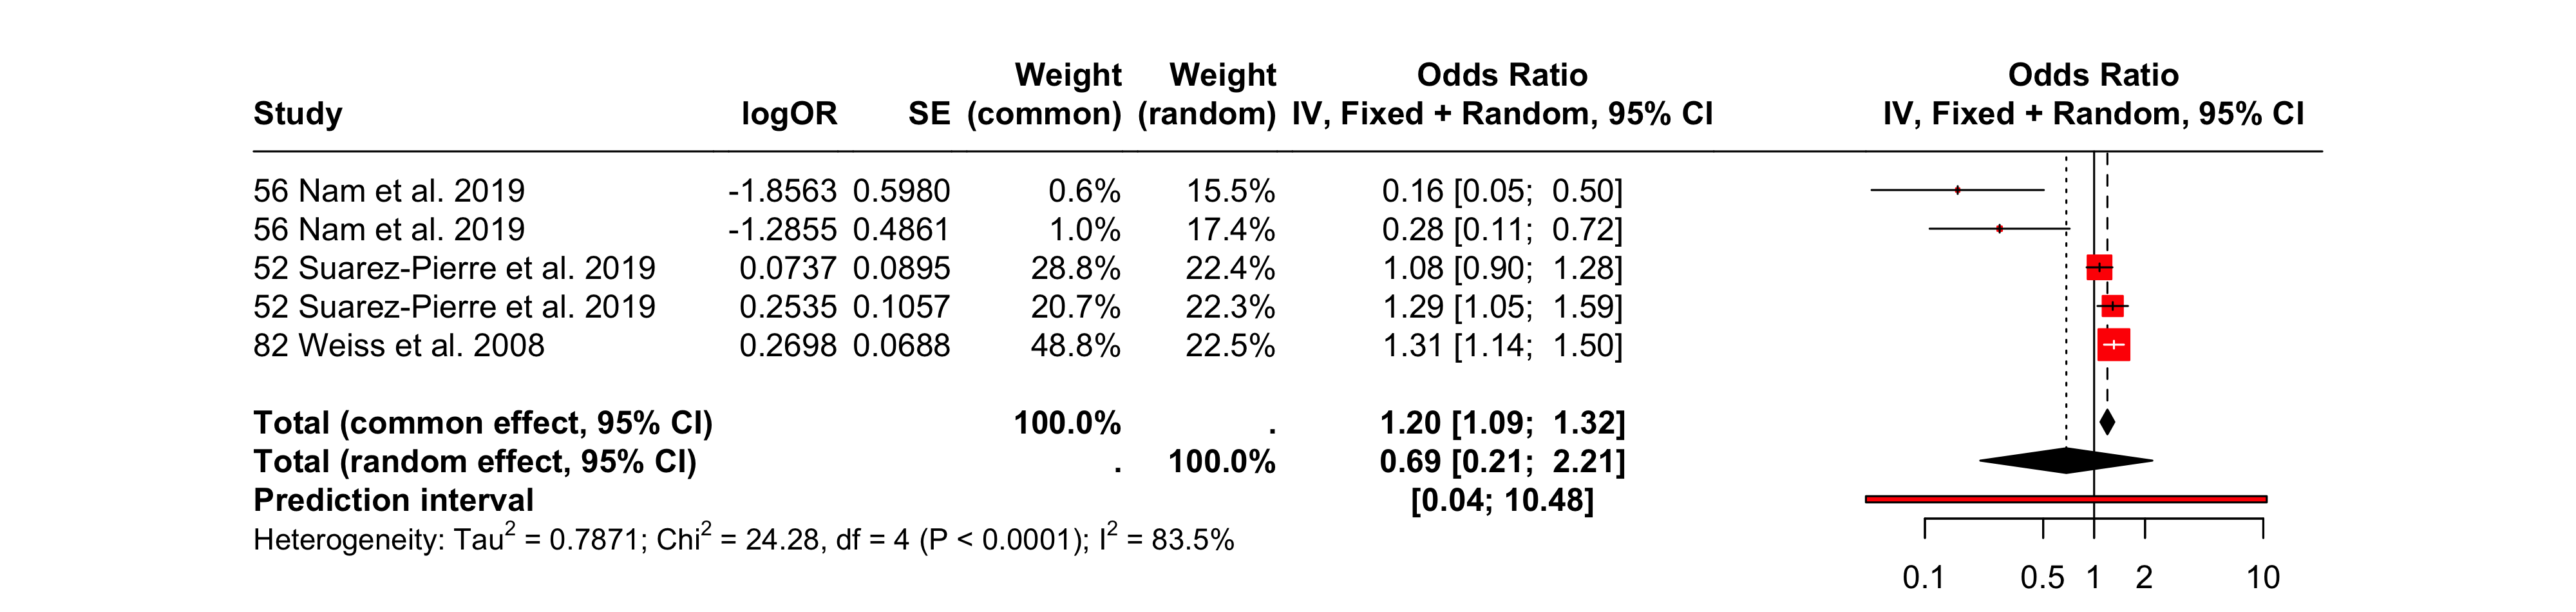 Weight Weight Odds Ratio Odds Ratio
Study logOR SE (common) (random) IV, Fixed + Random, 95% CI IV, Fixed + Random, 95% CI
56 Nam et al. 2019 -1.8563 0.5980 0.6% 15.5% 0.16 [0.05; 0.50]
56 Nam et al. 2019 -1.2855 0.4861 1.0% 17.4% 0.28 [0.11; 0.72]
52 Suarez-Pierre et al. 2019 0.0737 0.0895 28.8% 22.4% 1.08 [0.90; 1.28]
52 Suarez-Pierre et al. 2019 0.2535 0.1057 20.7% 22.3% 1.29 [1.05; 1.59]
82 Weiss et al. 2008 0.2698 0.0688 48.8% 22.5% 1.31 [1.14; 1.50]
Total (common effect, 95% CI) 100.0% . 1.20 [1.09; 1.32]
Total (random effect, 95% CI) . 100.0% 0.69 [0.21; 2.21]
Prediction interval [0.04; 10.48]
Heterogeneity: Tau² = 0.7871; Chi² = 24.28, df = 4 (P < 0.0001); I² = 83.5%
0.1 0.5 1 2 10